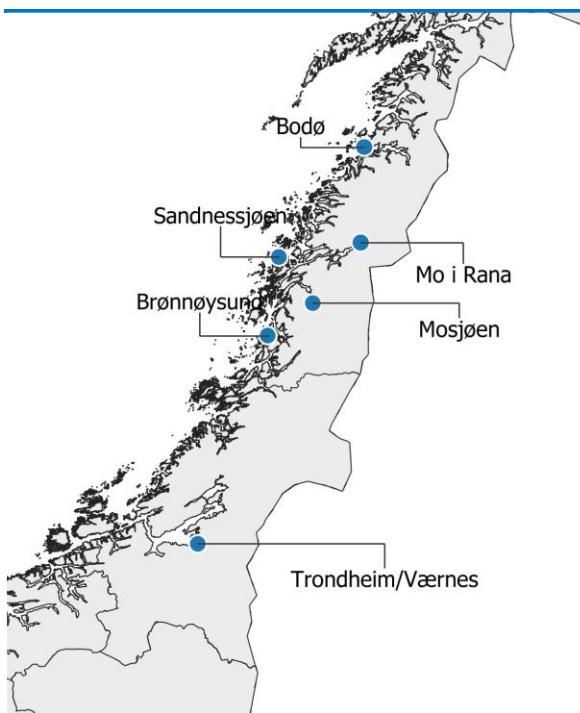 Bodø
Sandnessjøen
Mo i Rana
Brønnøysund
Mosjøen
Trondheim/Værnes